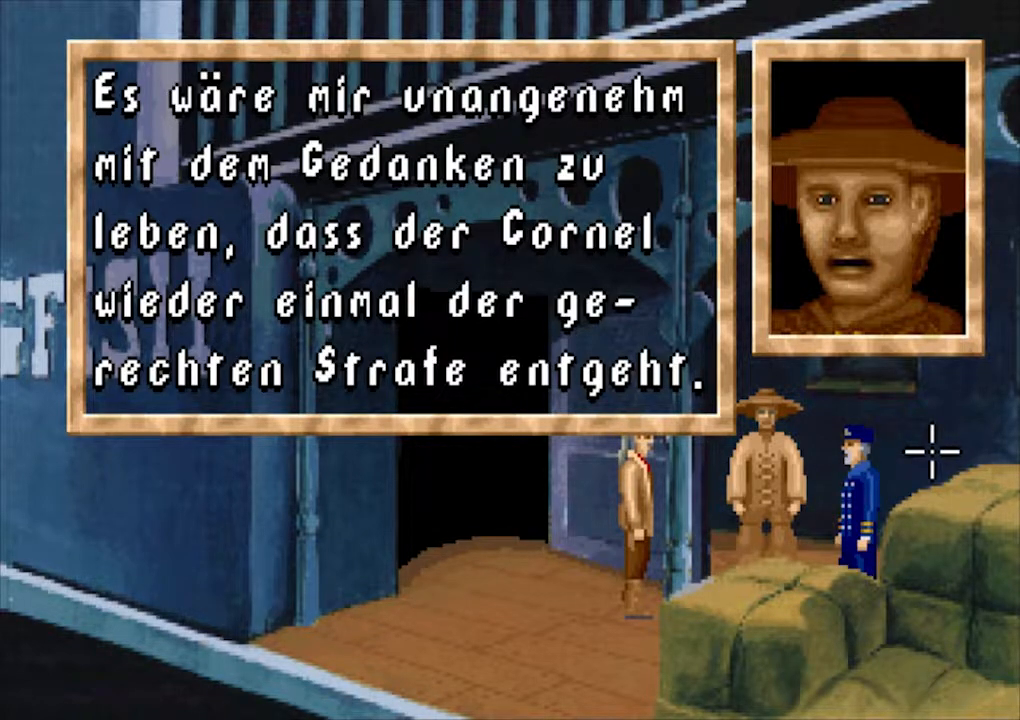 Es wäre mir unangenehm
mit dem Gedanken zu
leben, dass der Cornel
wieder einmal der ge-
rechten Strafe entgeht.